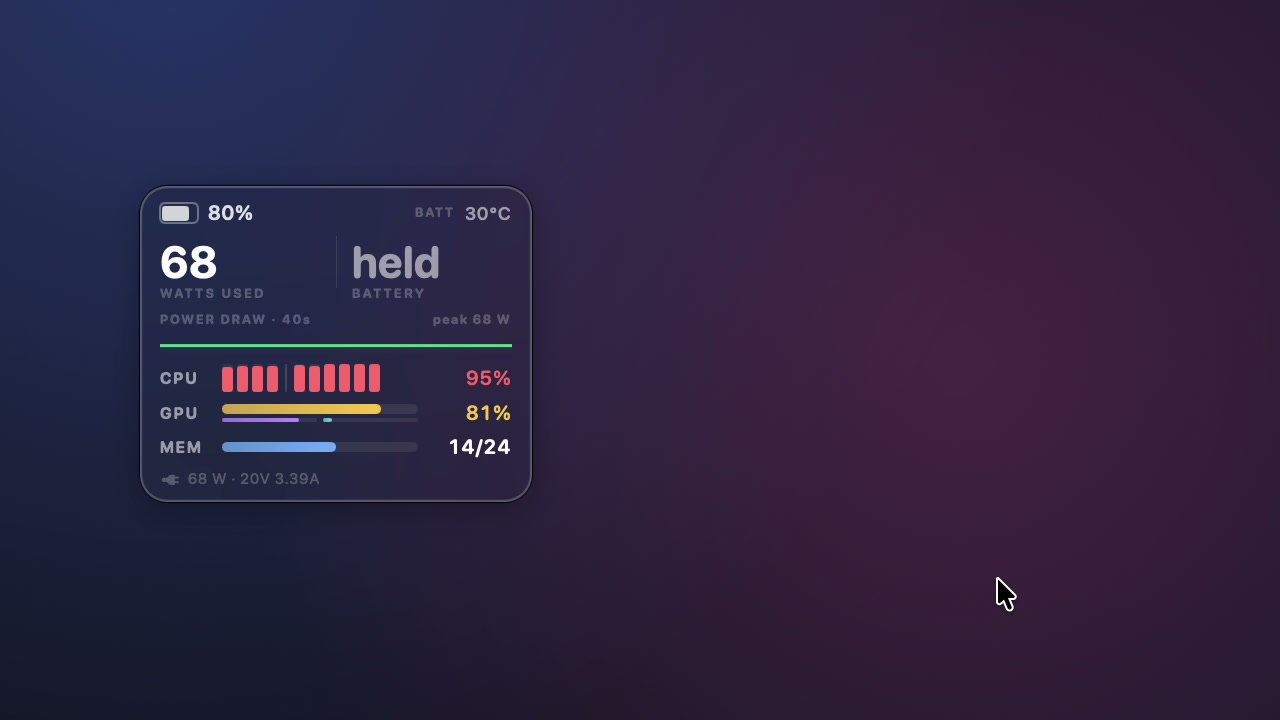 80% BATT 30°C
68 held
WATTS USED BATTERY
POWER DRAW · 40s peak 68 W
CPU 95%
GPU 81%
MEM 14/24
68 W · 20V 3.39A